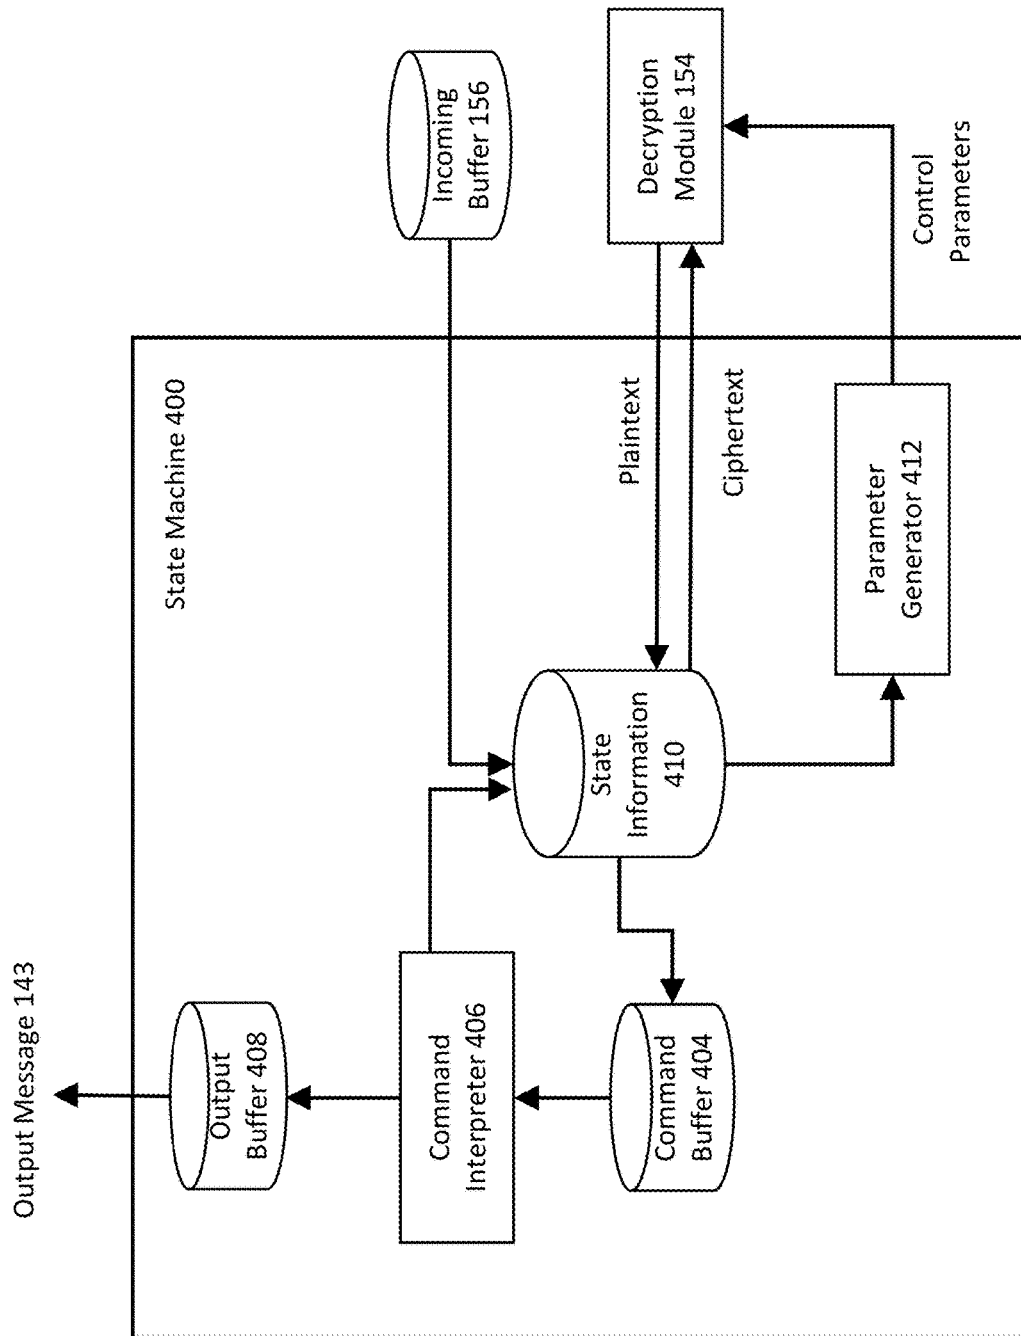 Output Message 143
State Machine 400
Output
Buffer 408
Command
Interpreter 406
Command
Buffer 404
State
Information
410
Incoming
Buffer 156
Plaintext
Ciphertext
Decryption
Module 154
Parameter
Generator 412
Control
Parameters